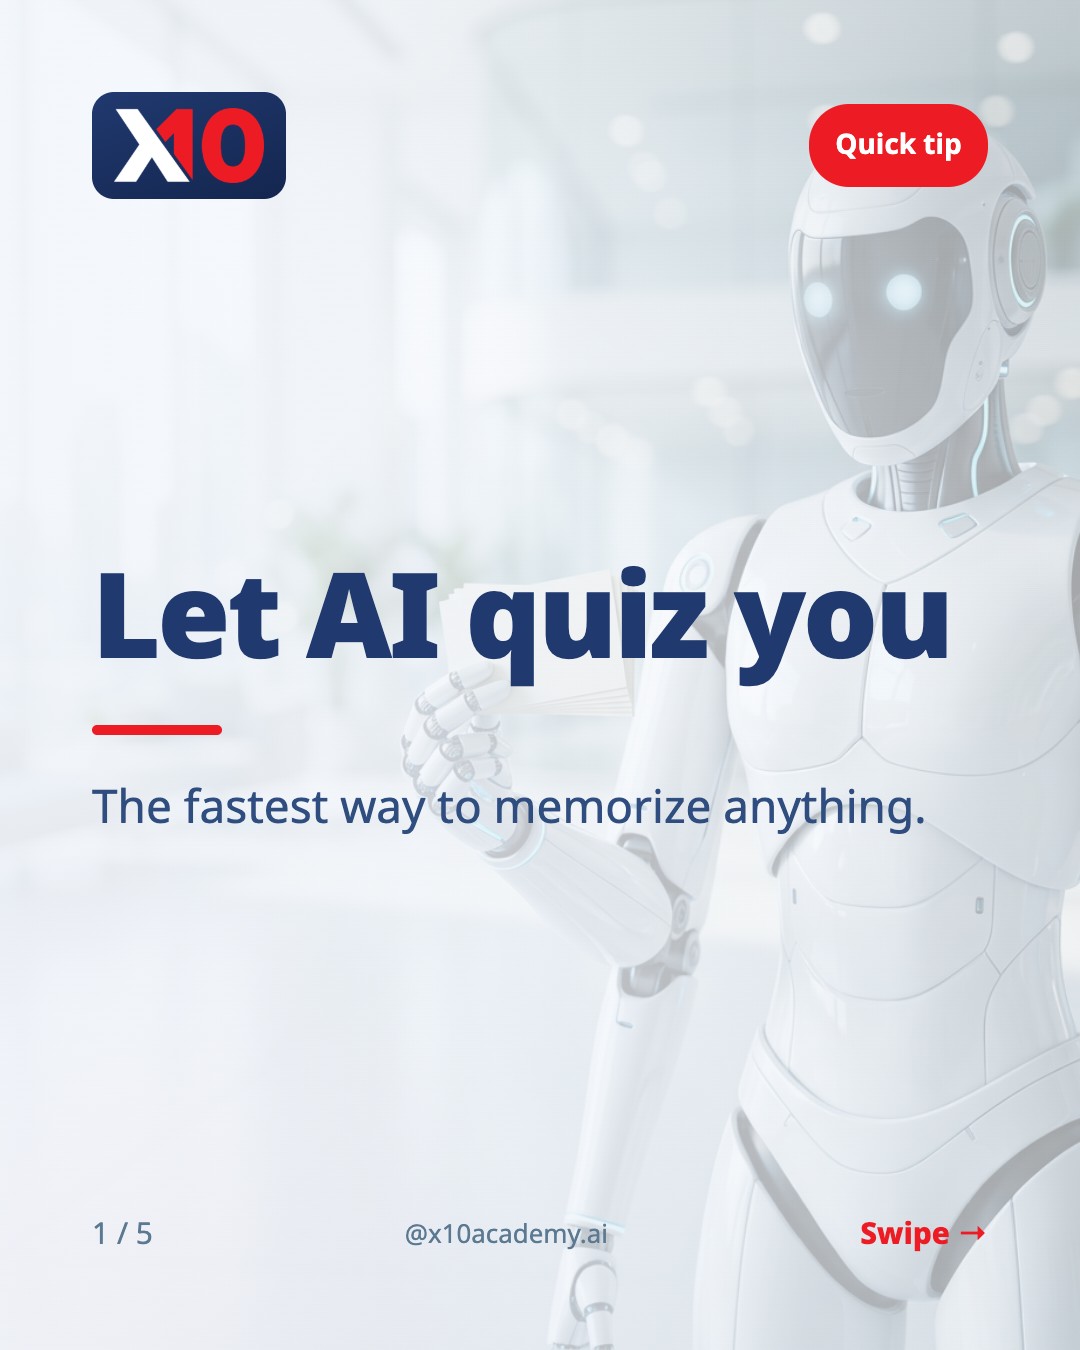 X10
Quick tip
Let AI quiz you
The fastest way to memorize anything.
1 / 5
@x10academy.ai
Swipe →